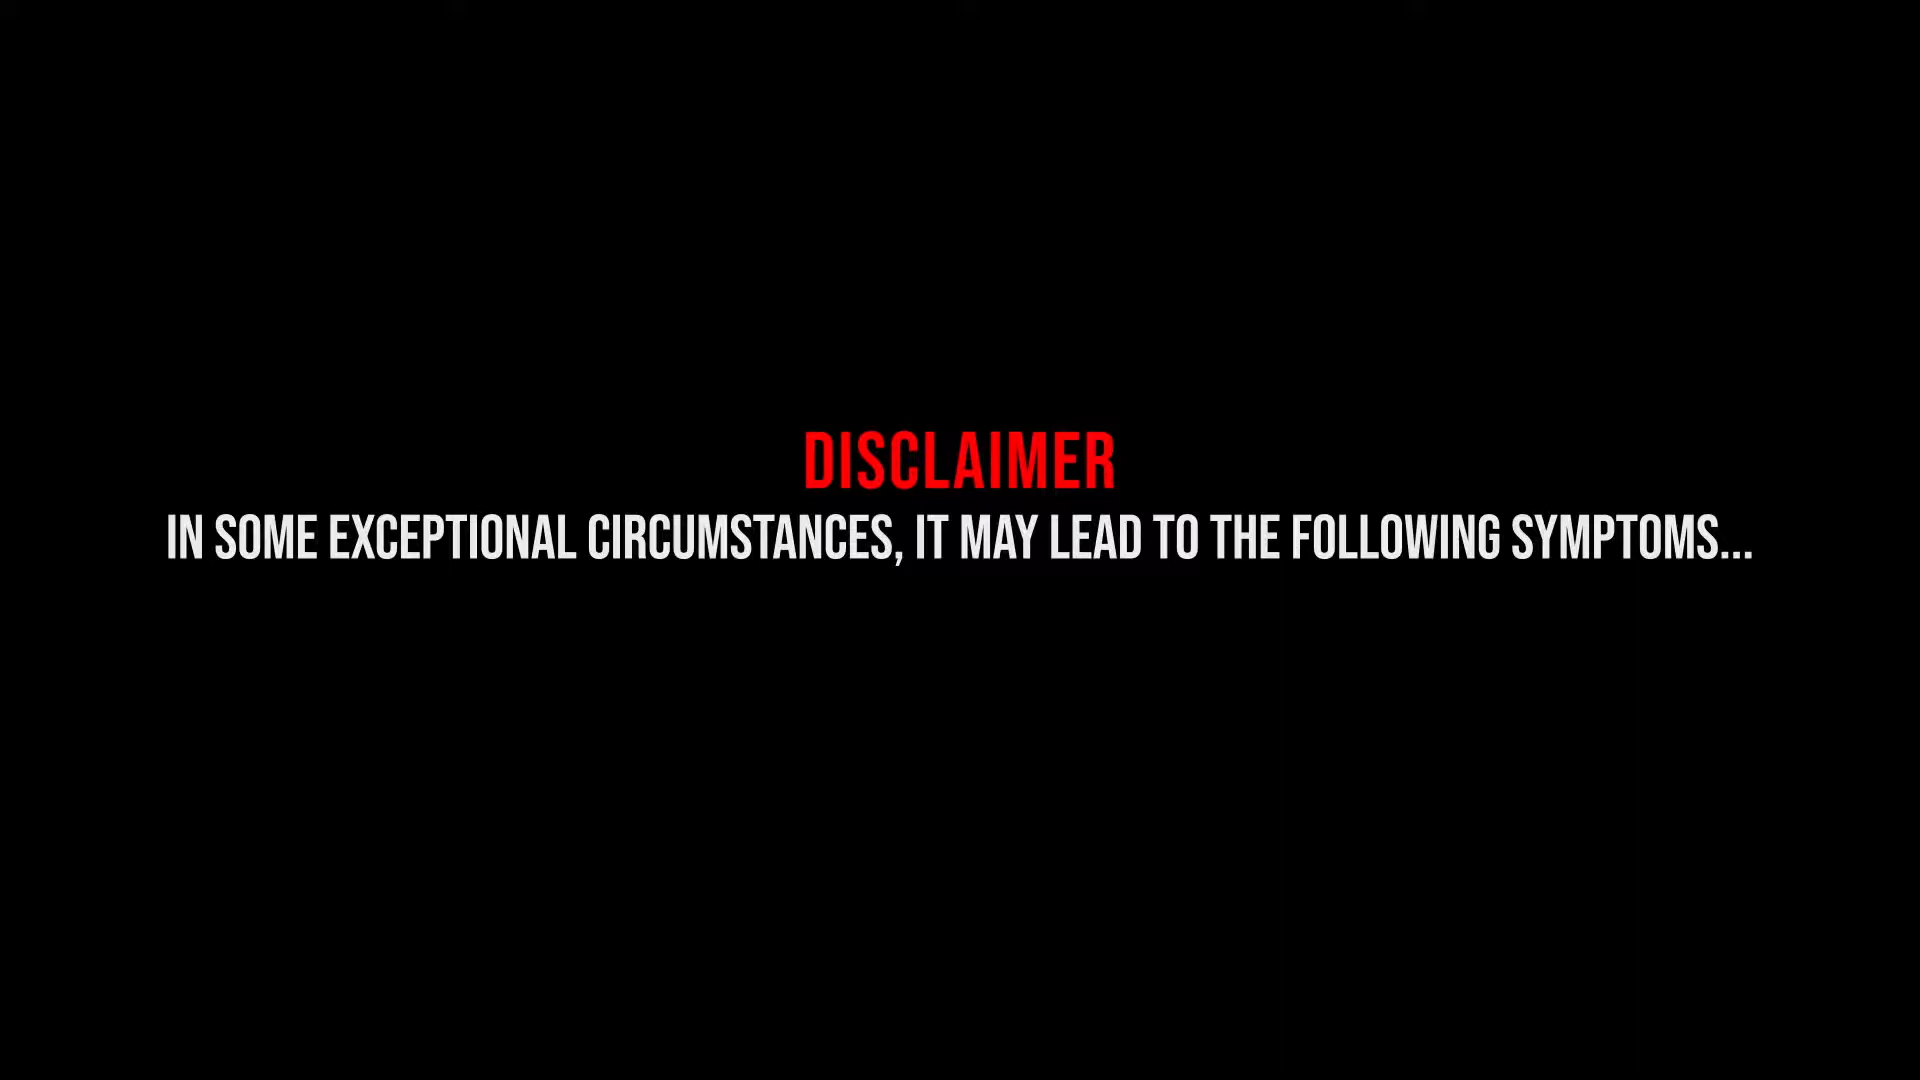 DISCLAIMER
IN SOME EXCEPTIONAL CIRCUMSTANCES, IT MAY LEAD TO THE FOLLOWING SYMPTOMS...